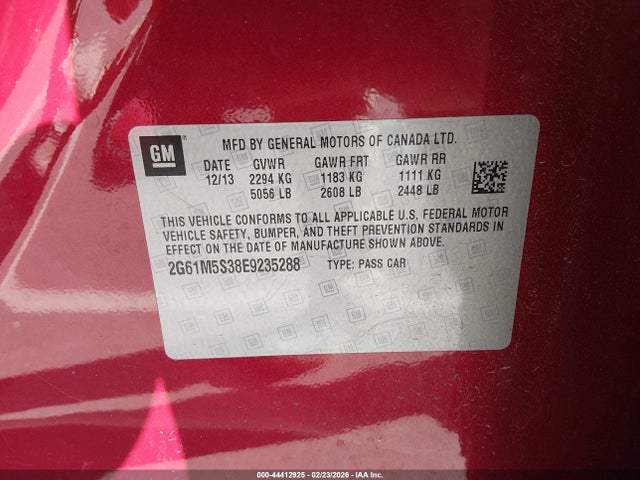 GM
MFD BY GENERAL MOTORS OF CANADA LTD.
DATE GVWR GAWR FRT GAWR RR
12/13 2294 KG 1183 KG 1111 KG
5056 LB 2608 LB 2448 LB
THIS VEHICLE CONFORMS TO ALL APPLICABLE U.S. FEDERAL MOTOR
VEHICLE SAFETY, BUMPER, AND THEFT PREVENTION STANDARDS IN
EFFECT ON THE DATE OF MANUFACTURE SHOWN ABOVE.
2G61M5S38E9235288 TYPE: PASS CAR
000-44412925 - 02/23/2026 - IAA Inc.